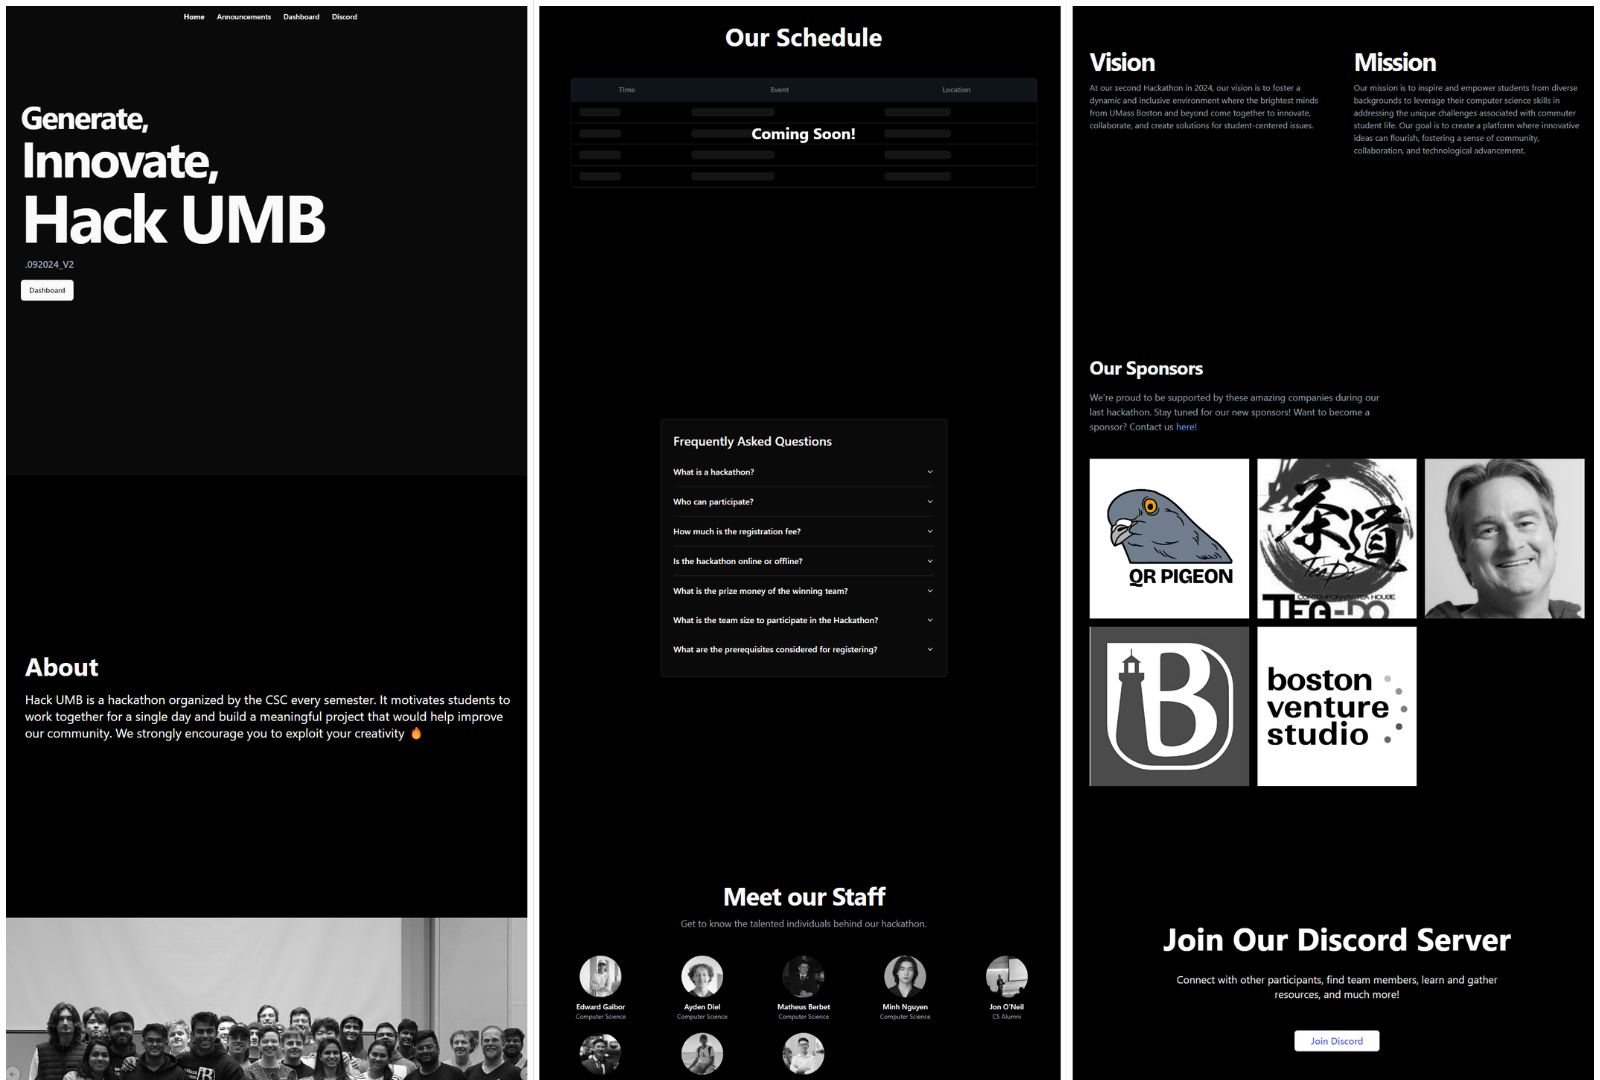 Home Announcements Dashboard Discord
Generate,
Innovate,
Hack UMB
.092024_V2
Dashboard
About
Hack UMB is a hackathon organized by the CSC every semester. It motivates students to
work together for a single day and build a meaningful project that would help improve
our community. We strongly encourage you to exploit your creativity 🔥
Our Schedule
Time Event Location
Coming Soon!
Frequently Asked Questions
What is a hackathon?
Who can participate?
How much is the registration fee?
Is the hackathon online or offline?
What is the prize money of the winning team?
What is the team size to participate in the Hackathon?
What are the prerequisites considered for registering?
Meet our Staff
Get to know the talented individuals behind our hackathon.
Edward Gaibor Ayden Diel Matheus Berbet Minh Nguyen Jon O'Neil
Computer Science Computer Science Computer Science Computer Science CS Alumni
Vision
At our second Hackathon in 2024, our vision is to foster a
dynamic and inclusive environment where the brightest minds
from UMass Boston and beyond come together to innovate,
collaborate, and create solutions for student-centered issues.
Mission
Our mission is to inspire and empower students from diverse
backgrounds to leverage their computer science skills in
addressing the unique challenges associated with commuter
student life. Our goal is to create a platform where innovative
ideas can flourish, fostering a sense of community,
collaboration, and technological advancement.
Our Sponsors
We're proud to be supported by these amazing companies during our
last hackathon. Stay tuned for our new sponsors! Want to become a
sponsor? Contact us here!
QR PIGEON
茶道
CONTEMPORARY TEA HOUSE
TEA-DO
B
boston
venture
studio
Join Our Discord Server
Connect with other participants, find team members, learn and gather
resources, and much more!
Join Discord